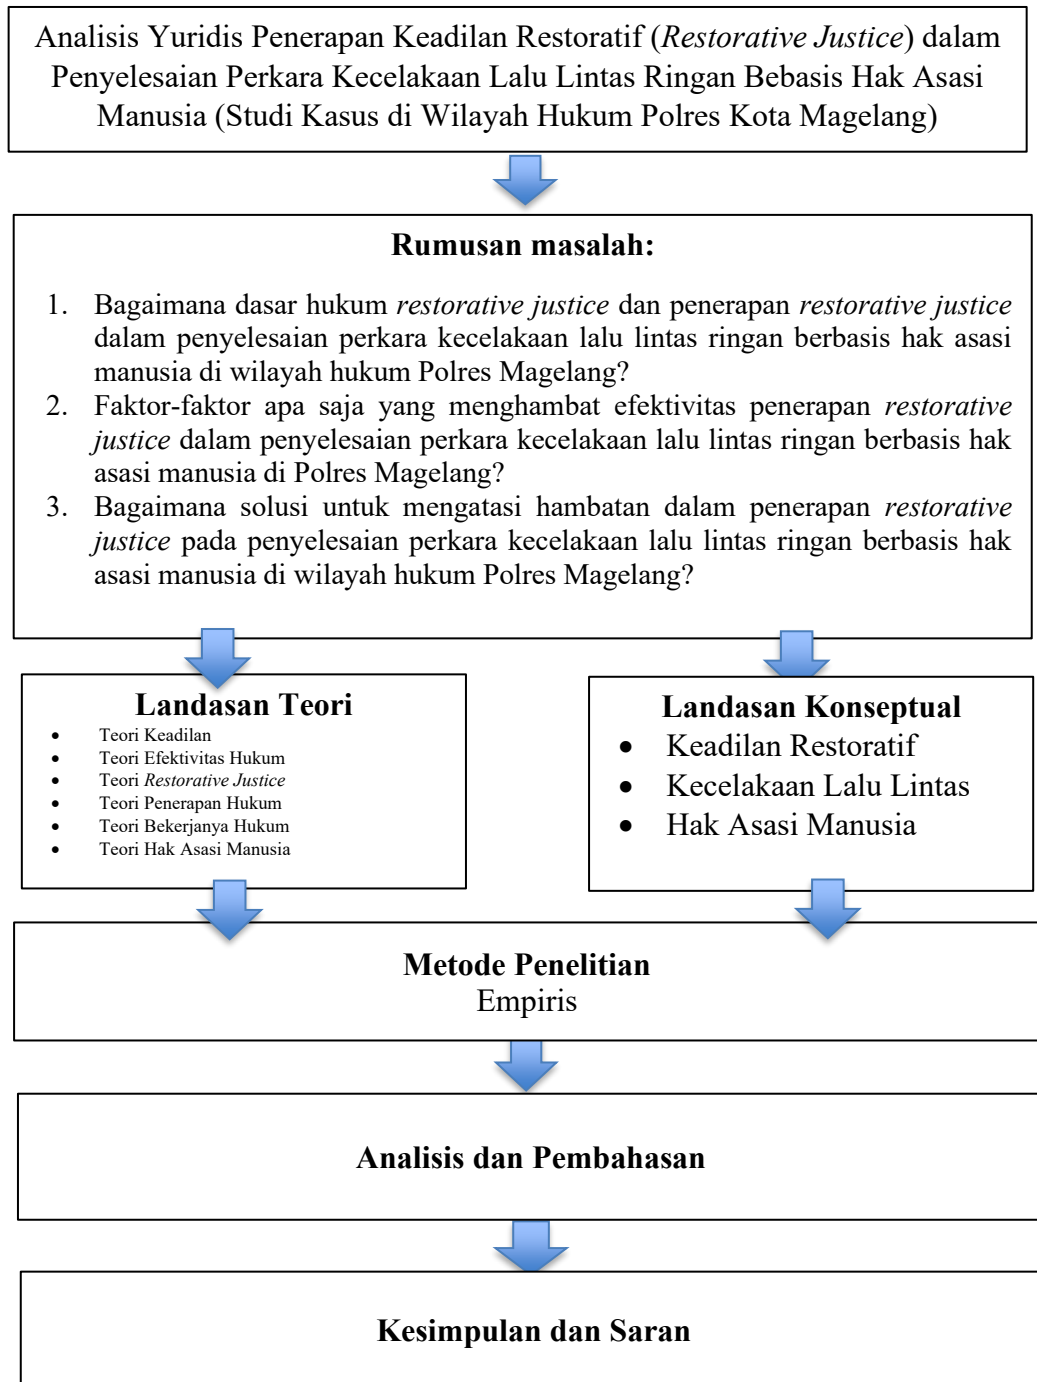 Analisis Yuridis Penerapan Keadilan Restoratif (Restorative Justice) dalam
Penyelesaian Perkara Kecelakaan Lalu Lintas Ringan Bebasis Hak Asasi
Manusia (Studi Kasus di Wilayah Hukum Polres Kota Magelang)
Rumusan masalah:
1. Bagaimana dasar hukum restorative justice dan penerapan restorative justice
dalam penyelesaian perkara kecelakaan lalu lintas ringan berbasis hak asasi
manusia di wilayah hukum Polres Magelang?
2. Faktor-faktor apa saja yang menghambat efektivitas penerapan restorative
justice dalam penyelesaian perkara kecelakaan lalu lintas ringan berbasis hak
asasi manusia di Polres Magelang?
3. Bagaimana solusi untuk mengatasi hambatan dalam penerapan restorative
justice pada penyelesaian perkara kecelakaan lalu lintas ringan berbasis hak
asasi manusia di wilayah hukum Polres Magelang?
Landasan Teori
• Teori Keadilan
• Teori Efektivitas Hukum
• Teori Restorative Justice
• Teori Penerapan Hukum
• Teori Bekerjanya Hukum
• Teori Hak Asasi Manusia
Landasan Konseptual
• Keadilan Restoratif
• Kecelakaan Lalu Lintas
• Hak Asasi Manusia
Metode Penelitian
Empiris
Analisis dan Pembahasan
Kesimpulan dan Saran